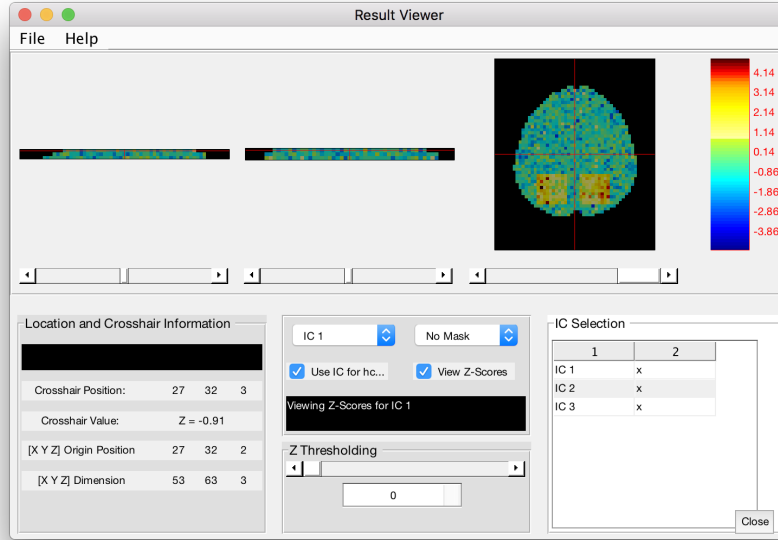 Result Viewer
File Help
4.14
3.14
2.14
1.14
0.14
-0.86
-1.86
-2.86
-3.86
Location and Crosshair Information
Crosshair Position: 27 32 3
Crosshair Value: Z = -0.91
[X Y Z] Origin Position 27 32 2
[X Y Z] Dimension 53 63 3
IC 1 No Mask
Use IC for hc... View Z-Scores
Viewing Z-Scores for IC 1
Z Thresholding
0
IC Selection
1 2
IC 1 x
IC 2 x
IC 3 x
Close